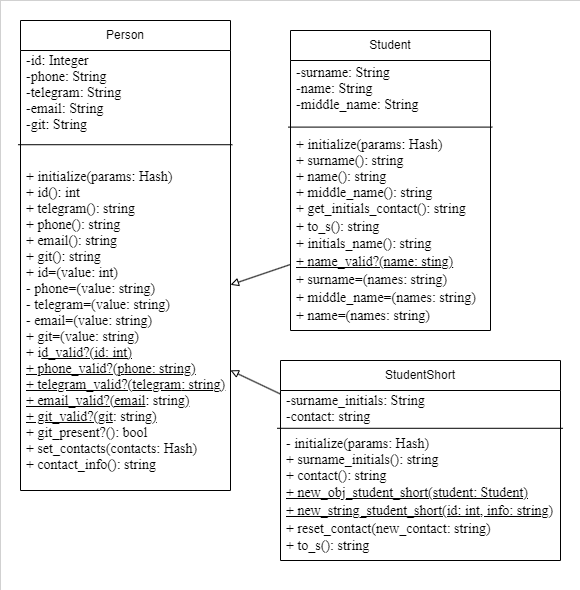 Person
-id: Integer
-phone: String
-telegram: String
-email: String
-git: String
+ initialize(params: Hash)
+ id(): int
+ telegram(): string
+ phone(): string
+ email(): string
+ git(): string
+ id=(value: int)
- phone=(value: string)
- telegram=(value: string)
- email=(value: string)
+ git=(value: string)
+ id_valid?(id: int)
+ phone_valid?(phone: string)
+ telegram_valid?(telegram: string)
+ email_valid?(email: string)
+ git_valid?(git: string)
+ git_present?(): bool
+ set_contacts(contacts: Hash)
+ contact_info(): string
Student
-surname: String
-name: String
-middle_name: String
+ initialize(params: Hash)
+ surname(): string
+ name(): string
+ middle_name(): string
+ get_initials_contact(): string
+ to_s(): string
+ initials_name(): string
+ name_valid?(name: sting)
+ surname=(names: string)
+ middle_name=(names: string)
+ name=(names: string)
StudentShort
-surname_initials: String
-contact: string
- initialize(params: Hash)
+ surname_initials(): string
+ contact(): string
+ new_obj_student_short(student: Student)
+ new_string_student_short(id: int, info: string)
+ reset_contact(new_contact: string)
+ to_s(): string